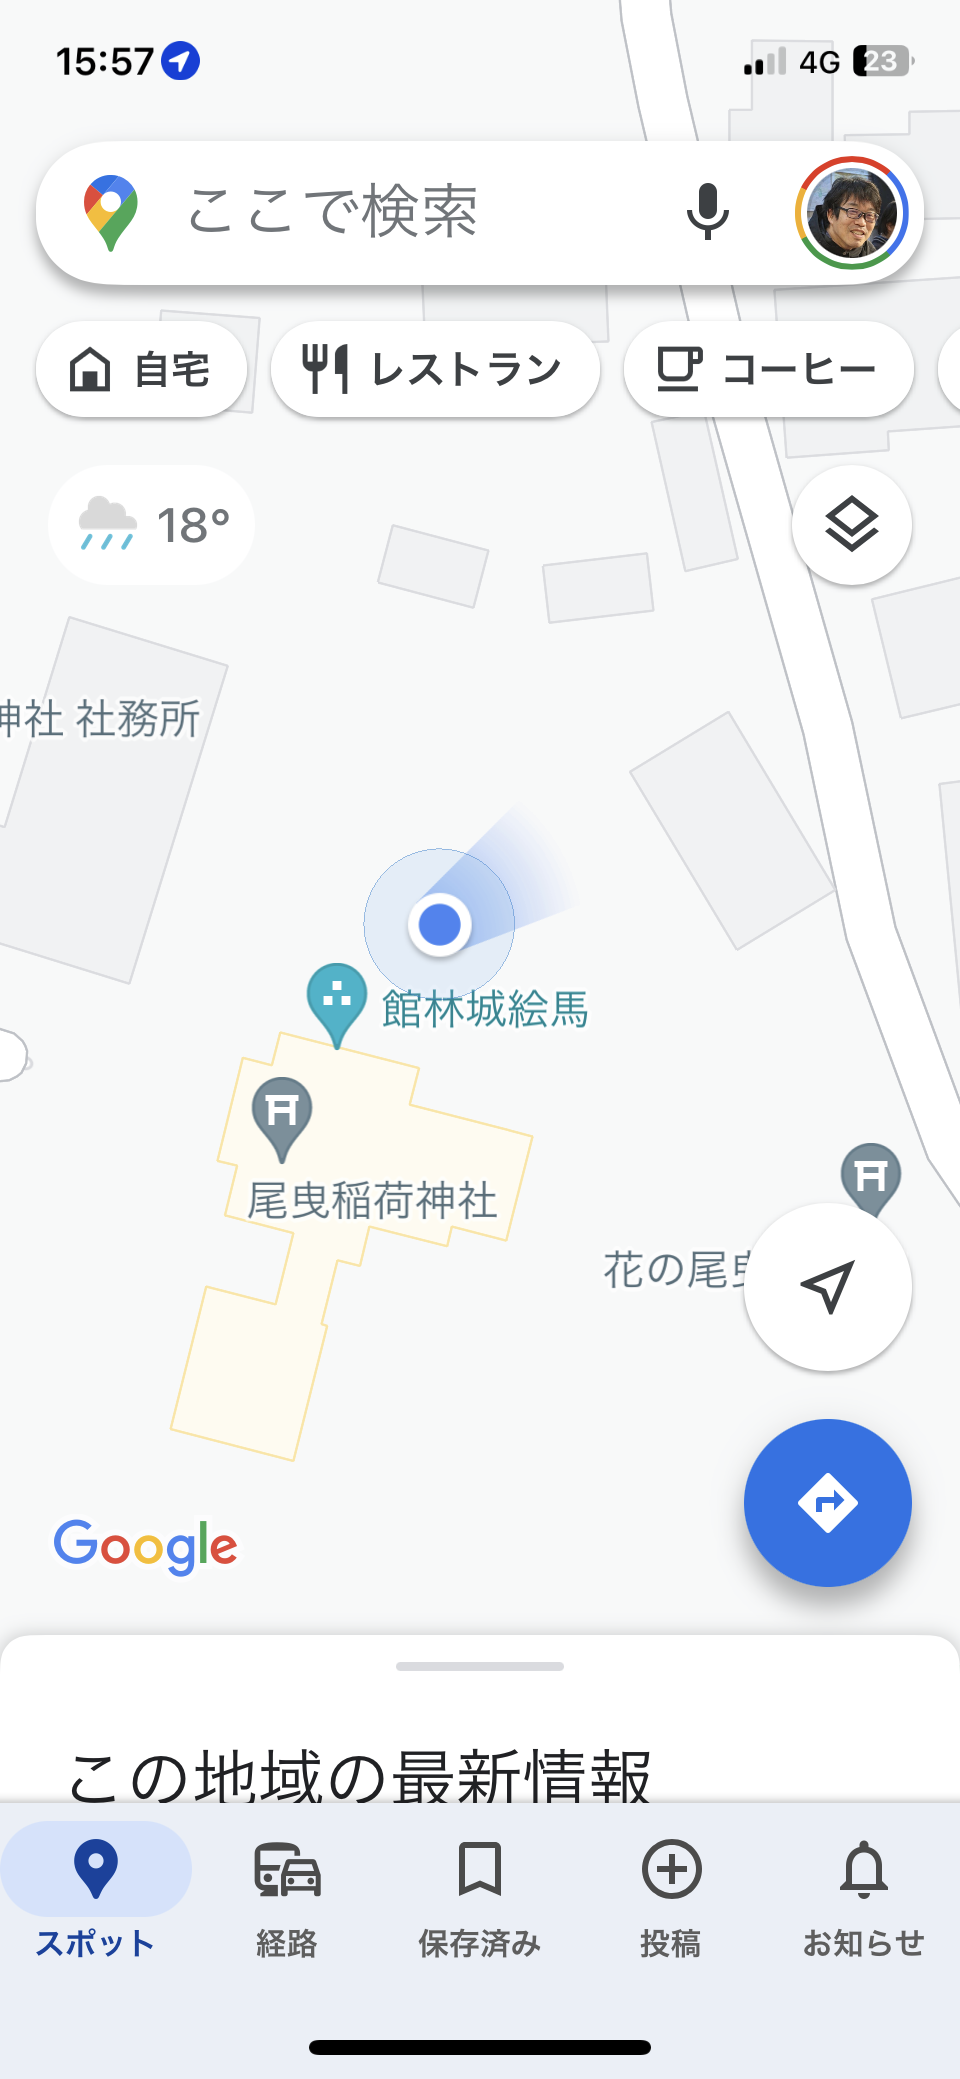 15:57
4G
23
ここで検索
自宅
レストラン
コーヒー
18°
神社 社務所
館林城絵馬
尾曳稲荷神社
花の尾曳
Google
この地域の最新情報
スポット
経路
保存済み
投稿
お知らせ